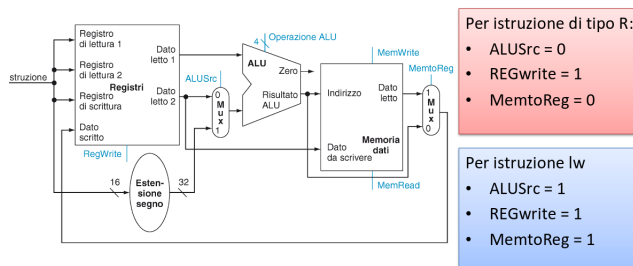 struzione
Registro
di lettura 1
Registro
di lettura 2
Registri
Registro
di scrittura
Dato
scritto
Dato
letto 1
Dato
letto 2
RegWrite
16
Esten-
sione
segno
32
ALUSrc
0
M
u
x
1
4
Operazione ALU
ALU
Zero
Risultato
ALU
MemWrite
Indirizzo
Dato
letto
Memoria
dati
Dato
da scrivere
MemRead
MemtoReg
1
M
u
x
0
Per istruzione di tipo R:
• ALUSrc = 0
• REGwrite = 1
• MemtoReg = 0
Per istruzione lw
• ALUSrc = 1
• REGwrite = 1
• MemtoReg = 1